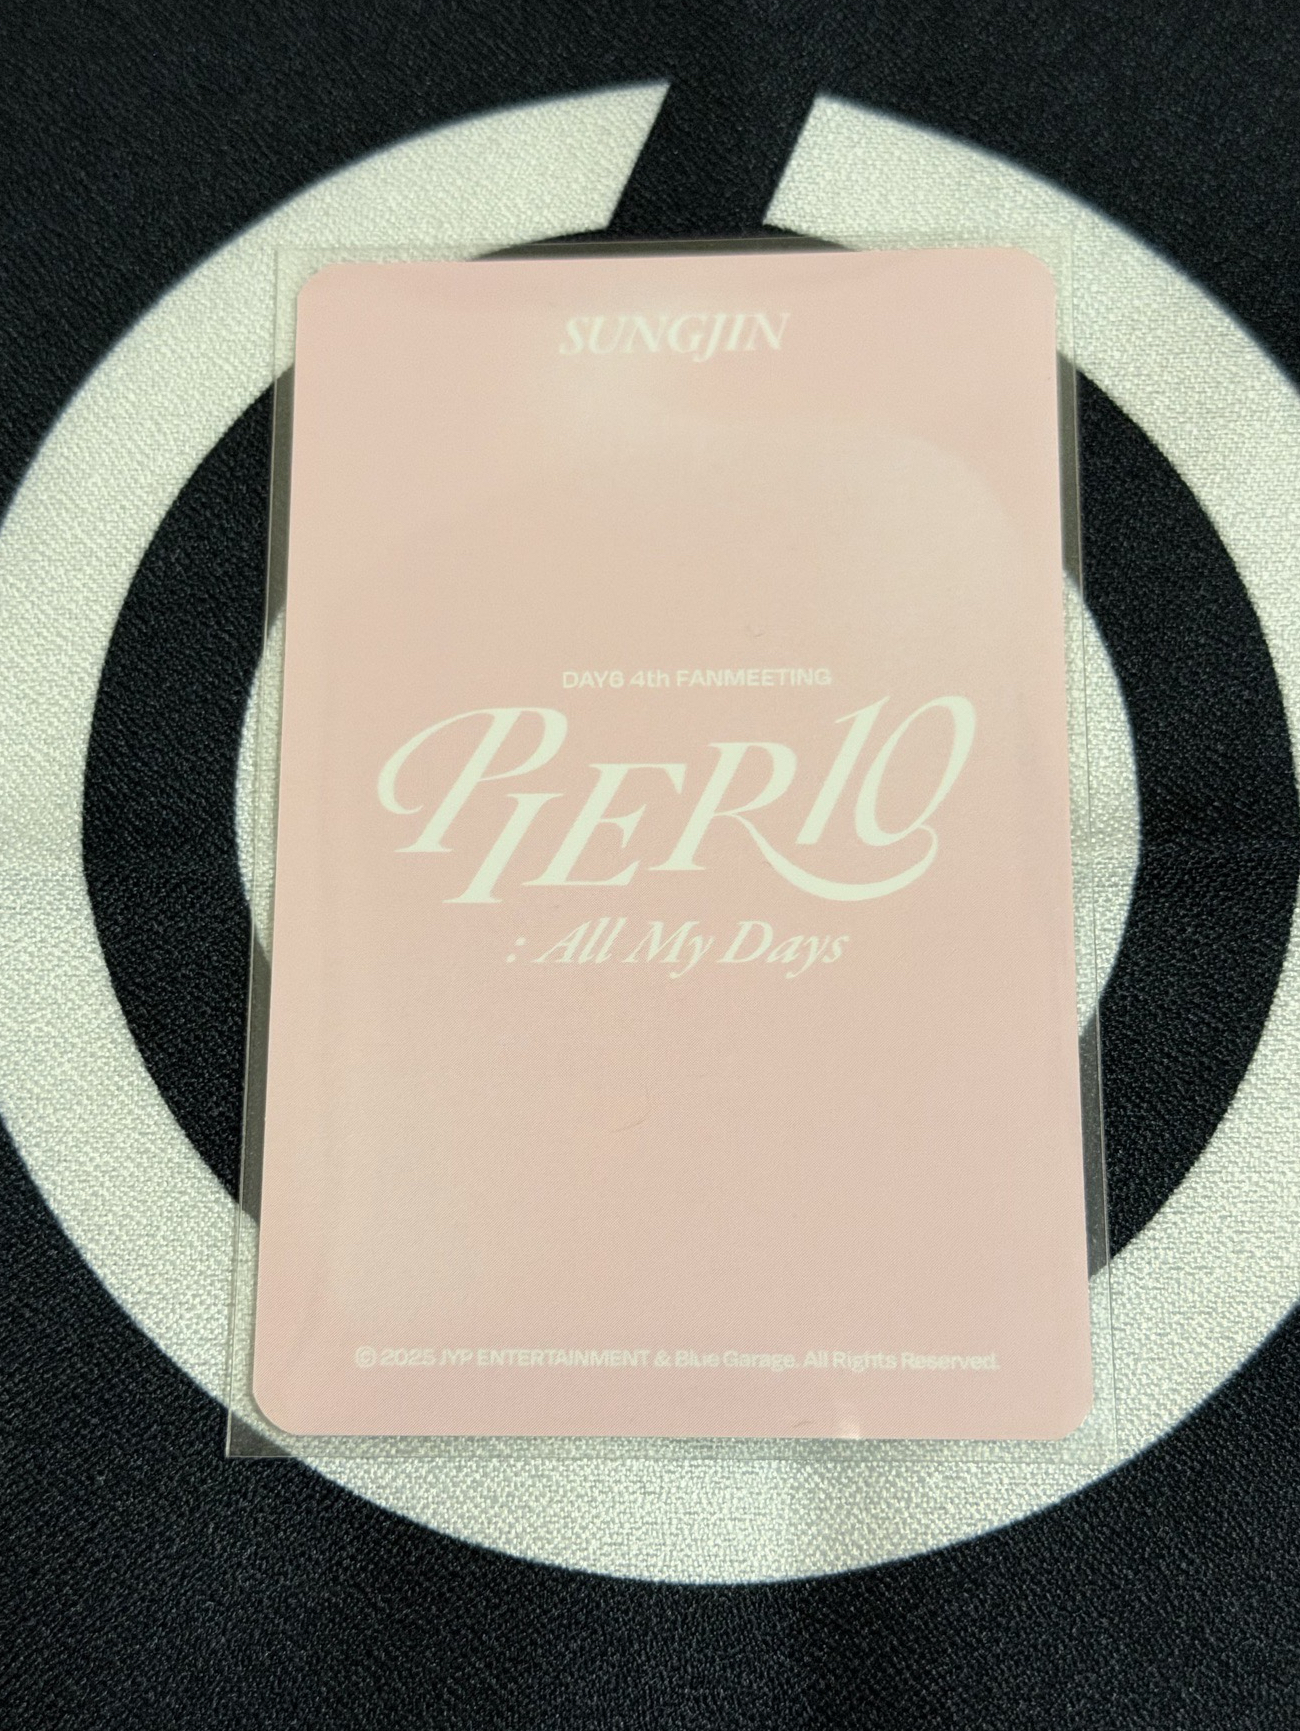 SUNGJIN
DAY6 4th FANMEETING
PIER10
: All My Days
© 2025 JYP ENTERTAINMENT & Blue Garage. All Rights Reserved.